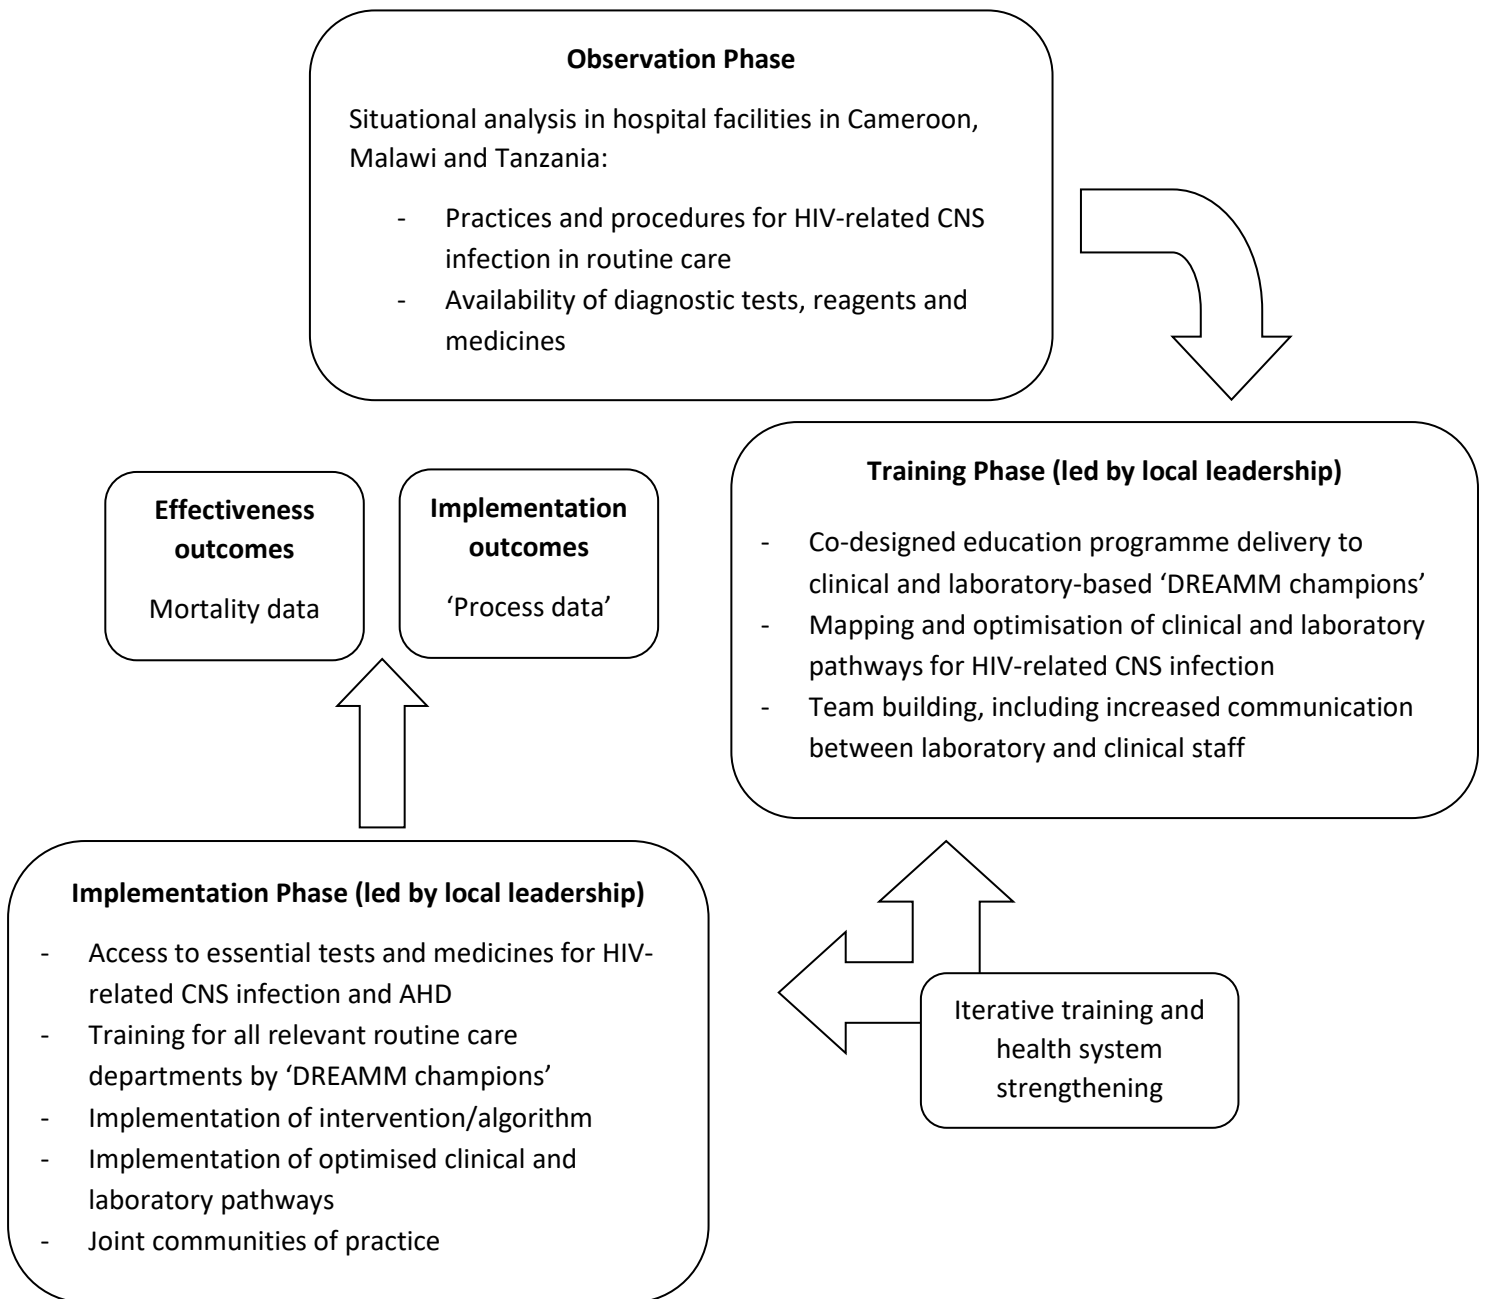 Observation Phase
Situational analysis in hospital facilities in Cameroon,
Malawi and Tanzania:
- Practices and procedures for HIV-related CNS
infection in routine care
- Availability of diagnostic tests, reagents and
medicines
Training Phase (led by local leadership)
- Co-designed education programme delivery to
clinical and laboratory-based ‘DREAMM champions’
- Mapping and optimisation of clinical and laboratory
pathways for HIV-related CNS infection
- Team building, including increased communication
between laboratory and clinical staff
Effectiveness
outcomes
Mortality data
Implementation
outcomes
‘Process data’
Implementation Phase (led by local leadership)
- Access to essential tests and medicines for HIV-
related CNS infection and AHD
- Training for all relevant routine care
departments by ‘DREAMM champions’
- Implementation of intervention/algorithm
- Implementation of optimised clinical and
laboratory pathways
- Joint communities of practice
Iterative training and
health system
strengthening